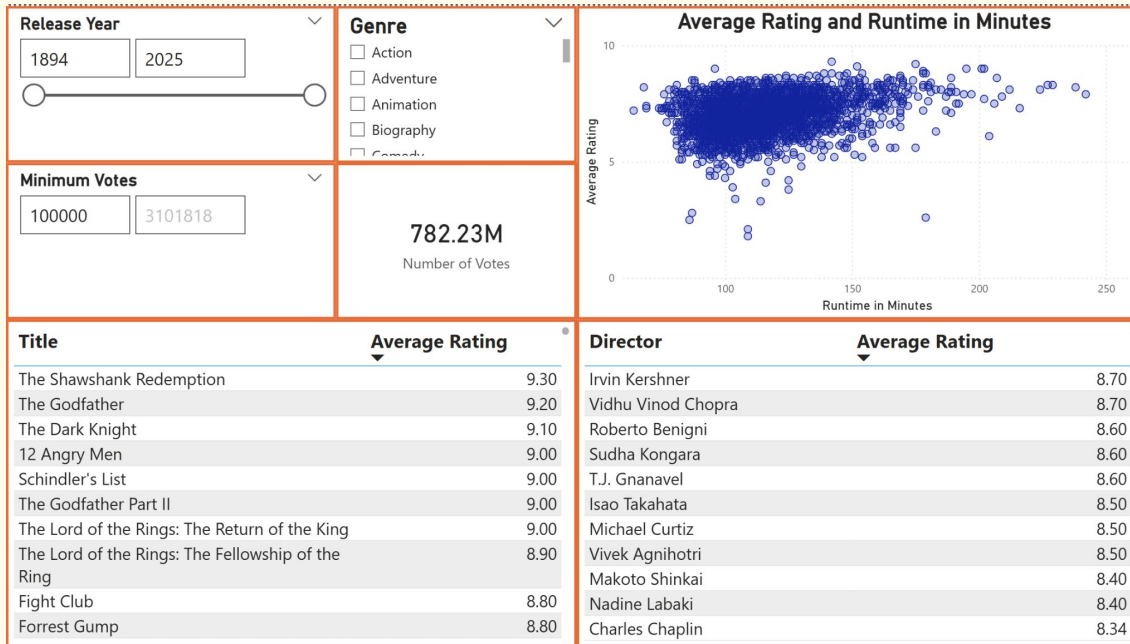 Release Year
1894
2025
Genre
Action
Adventure
Animation
Biography
Comedy
Average Rating and Runtime in Minutes
Average Rating
10
5
0
100
150
200
250
Runtime in Minutes
Minimum Votes
100000
3101818
782.23M
Number of Votes
Title Average Rating
The Shawshank Redemption 9.30
The Godfather 9.20
The Dark Knight 9.10
12 Angry Men 9.00
Schindler's List 9.00
The Godfather Part II 9.00
The Lord of the Rings: The Return of the King 9.00
The Lord of the Rings: The Fellowship of the 8.90
Ring
Fight Club 8.80
Forrest Gump 8.80
Director Average Rating
Irvin Kershner 8.70
Vidhu Vinod Chopra 8.70
Roberto Benigni 8.60
Sudha Kongara 8.60
T.J. Gnanavel 8.60
Isao Takahata 8.50
Michael Curtiz 8.50
Vivek Agnihotri 8.50
Makoto Shinkai 8.40
Nadine Labaki 8.40
Charles Chaplin 8.34